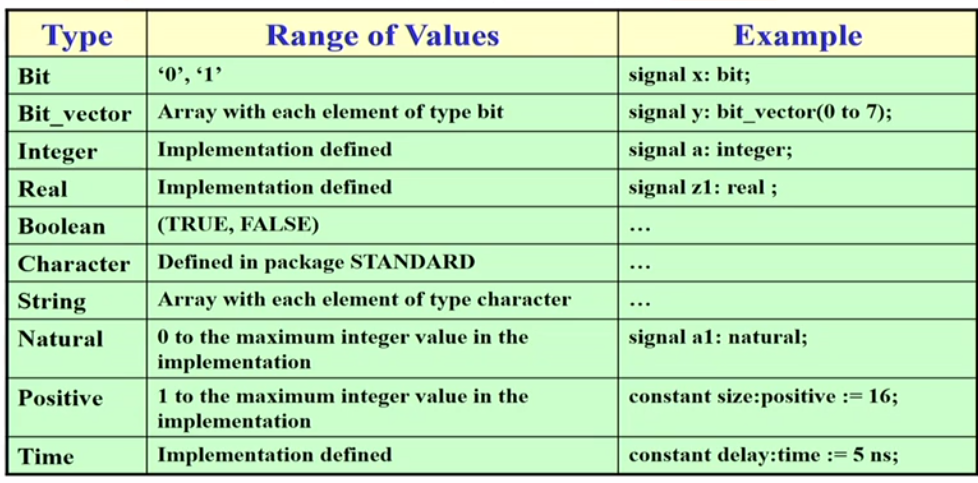 Type Range of Values Example
Bit ‘0’, ‘1’ signal x: bit;
Bit_vector Array with each element of type bit signal y: bit_vector(0 to 7);
Integer Implementation defined signal a: integer;
Real Implementation defined signal z1: real ;
Boolean (TRUE, FALSE) …
Character Defined in package STANDARD …
String Array with each element of type character …
Natural 0 to the maximum integer value in the signal a1: natural;
implementation
Positive 1 to the maximum integer value in the constant size:positive := 16;
implementation
Time Implementation defined constant delay:time := 5 ns;